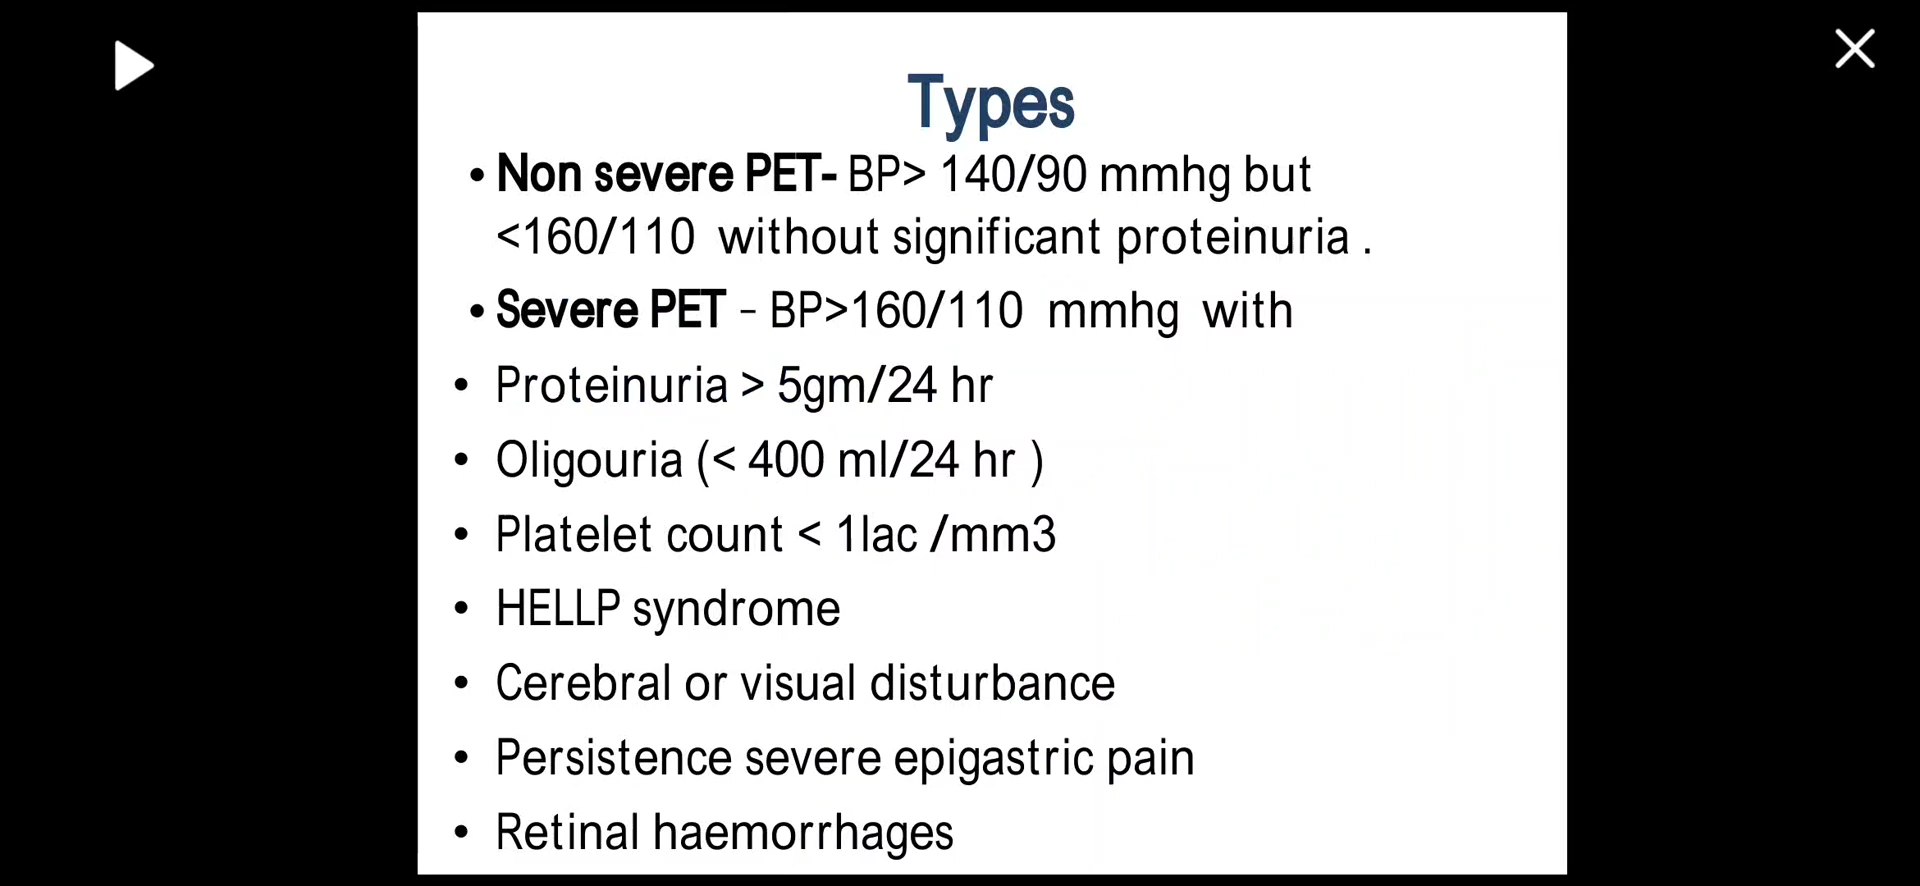 Types
• Non severe PET- BP> 140/90 mmhg but
<160/110 without significant proteinuria .
• Severe PET - BP>160/110 mmhg with
• Proteinuria > 5gm/24 hr
• Oligouria (< 400 ml/24 hr )
• Platelet count < 1lac /mm3
• HELLP syndrome
• Cerebral or visual disturbance
• Persistence severe epigastric pain
• Retinal haemorrhages